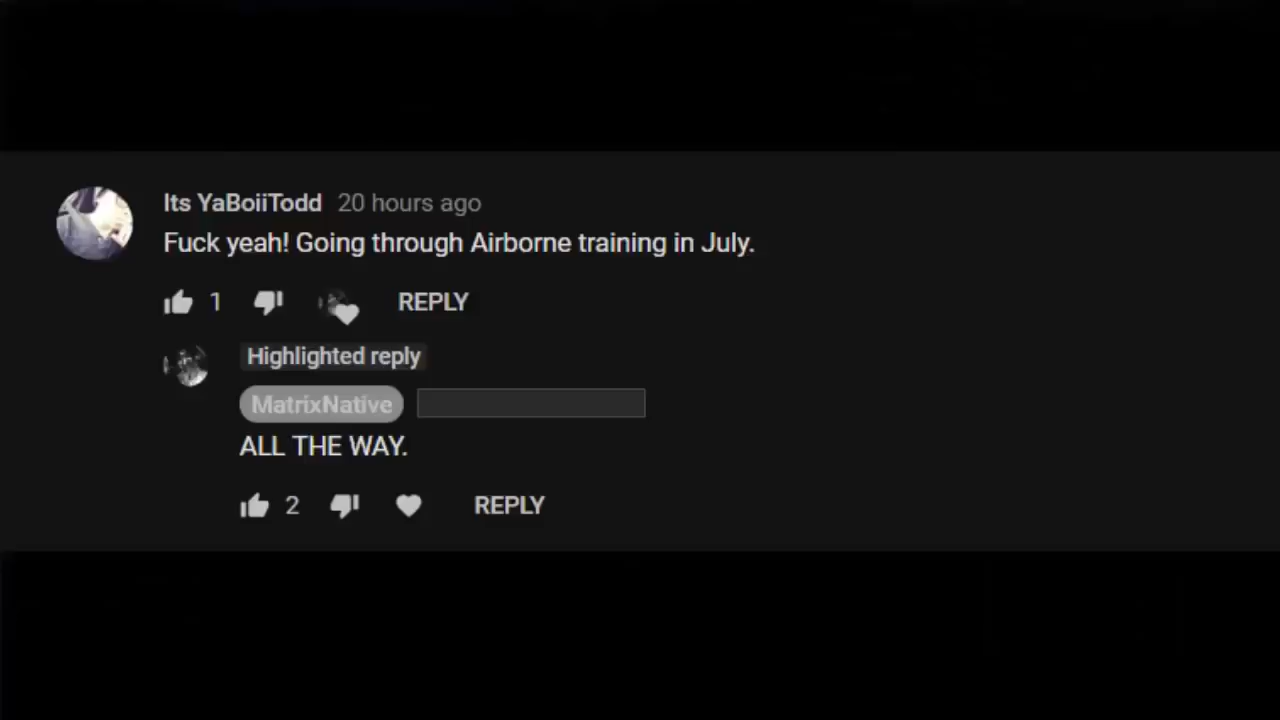 Its YaBoiiTodd 20 hours ago
Fuck yeah! Going through Airborne training in July.
1 REPLY
Highlighted reply
MatrixNative
ALL THE WAY.
2 REPLY